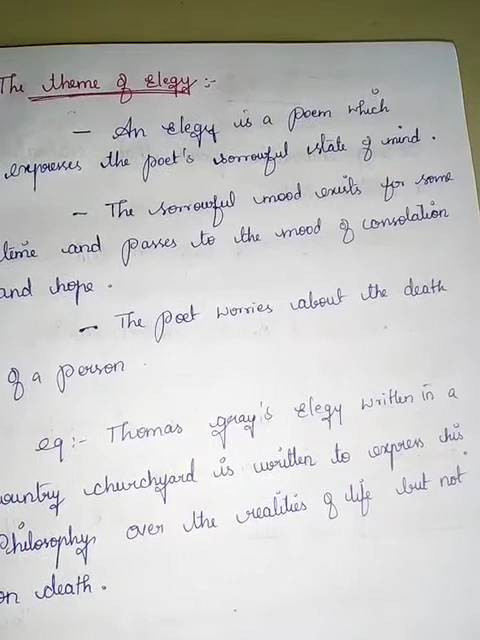 The theme of Elegy :-
- An Elegy is a poem which
expresses the poet's sorrowful state of mind.
- The sorrowful mood exists for some
time and passes to the mood of consolation
and hope.
- The poet worries about the death
of a person.
eg :- Thomas gray's Elegy written in a
ountry churchyard is written to express his
Philosophy, over the realities of life but not
on death.